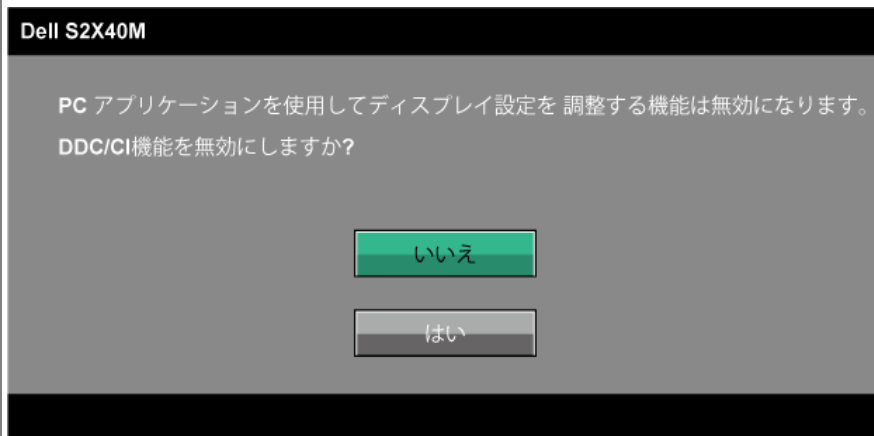 Dell S2X40M
PC アプリケーションを使用してディスプレイ設定を 調整する機能は無効になります。
DDC/CI機能を無効にしますか?
いいえ
はい